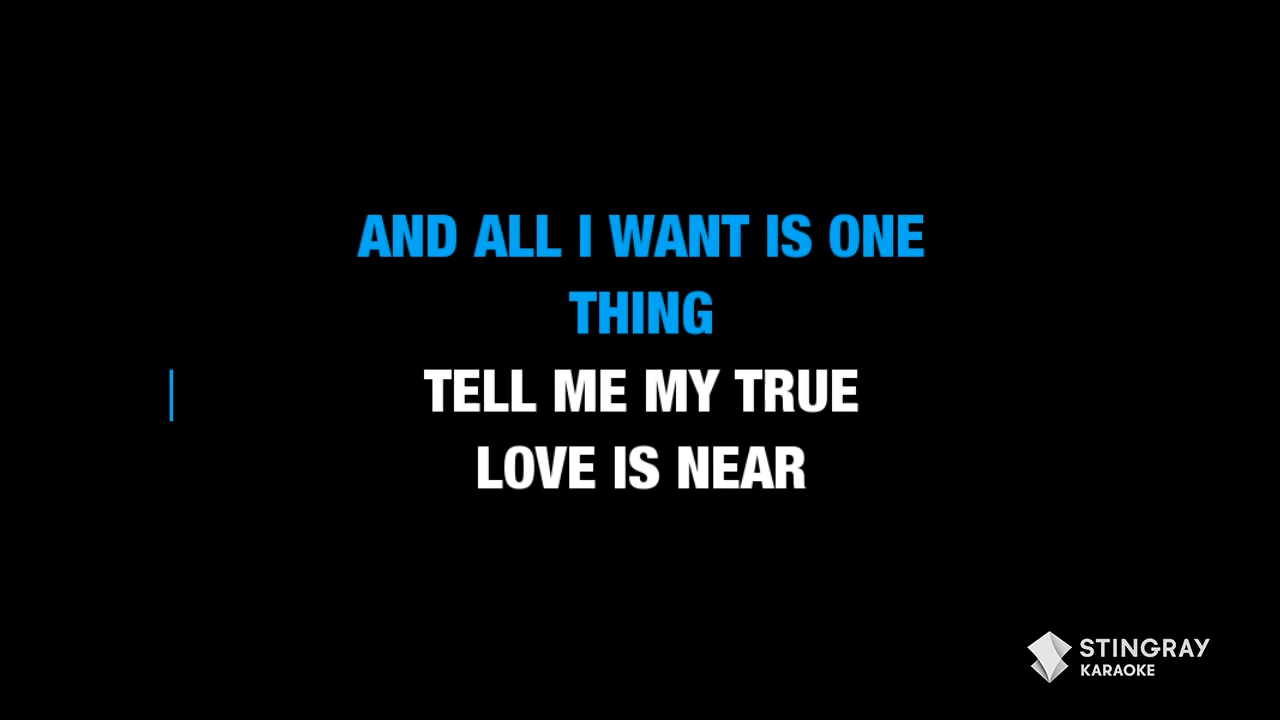 AND ALL I WANT IS ONE
THING
TELL ME MY TRUE
LOVE IS NEAR
STINGRAY
KARAOKE